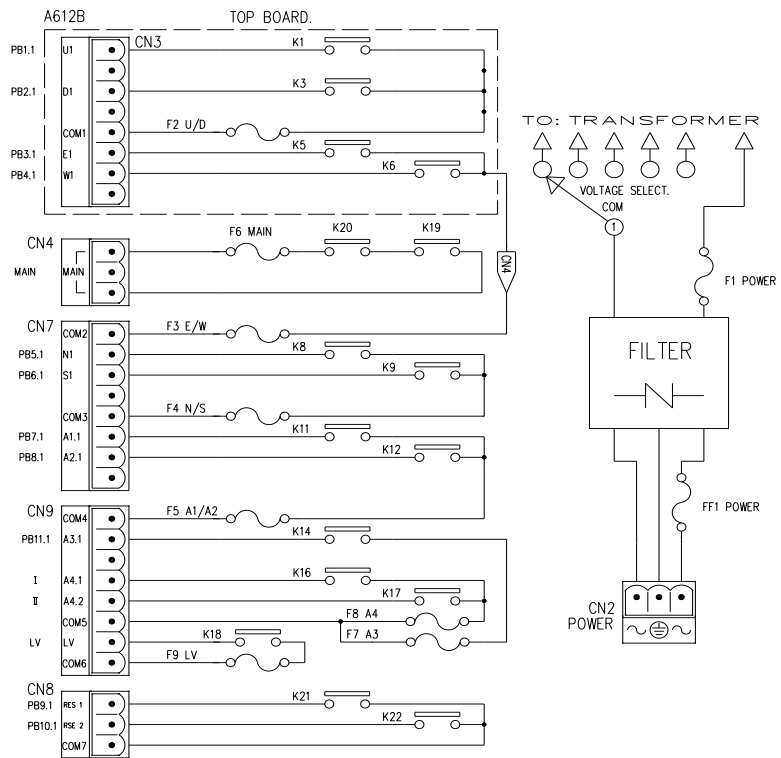 A612B TOP BOARD.
CN3
PB1.1 U1 K1
PB2.1 D1 K3
COM1 F2 U/D
PB3.1 E1 K5
PB4.1 W1 K6
CN4
CN4
F6 MAIN K20 K19
MAIN MAIN
CN7
COM2 F3 E/W
PB5.1 N1 K8
PB6.1 S1 K9
COM3 F4 N/S
PB7.1 A1.1 K11
PB8.1 A2.1 K12
CN9
COM4 F5 A1/A2
PB11.1 A3.1 K14
I A4.1 K16
II A4.2 K17
COM5 F8 A4
F7 A3
LV LV K18
COM6 F9 LV
CN8
PB9.1 RES 1 K21
PB10.1 RSE 2 K22
COM7
TO: TRANSFORMER
VOLTAGE SELECT.
COM
1
F1 POWER
FILTER
FF1 POWER
CN2
POWER